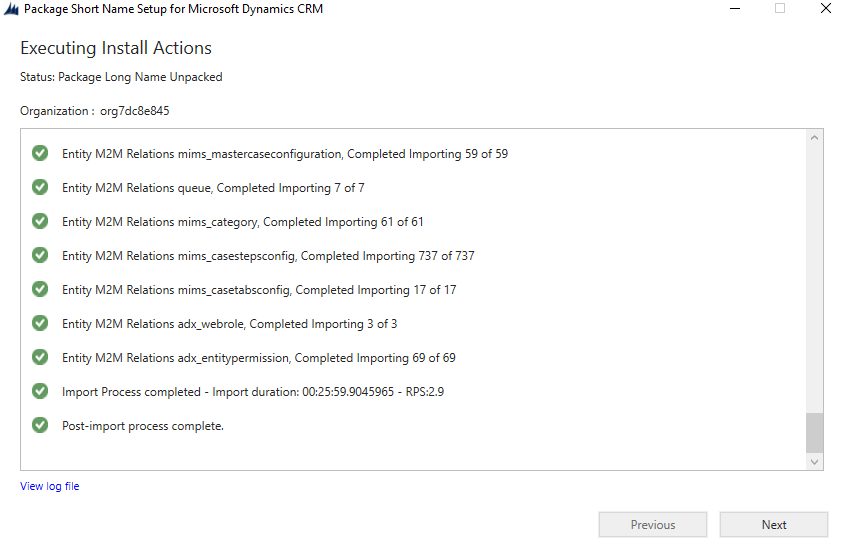 Package Short Name Setup for Microsoft Dynamics CRM
Executing Install Actions
Status: Package Long Name Unpacked
Organization : org7dc8e845
Entity M2M Relations mims_mastercaseconfiguration, Completed Importing 59 of 59
Entity M2M Relations queue, Completed Importing 7 of 7
Entity M2M Relations mims_category, Completed Importing 61 of 61
Entity M2M Relations mims_casestepsconfig, Completed Importing 737 of 737
Entity M2M Relations mims_casetabsconfig, Completed Importing 17 of 17
Entity M2M Relations adx_webrole, Completed Importing 3 of 3
Entity M2M Relations adx_entitypermission, Completed Importing 69 of 69
Import Process completed - Import duration: 00:25:59.9045965 - RPS:2.9
Post-import process complete.
View log file
Previous
Next